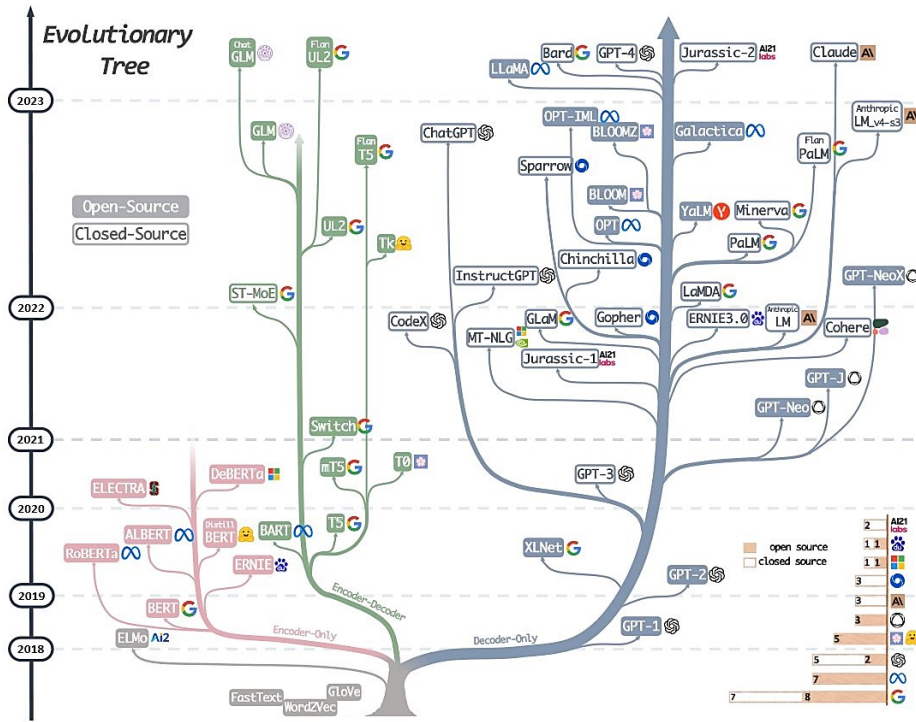 Evolutionary
Tree
2023
2022
2021
2020
2019
2018
Open-Source
Closed-Source
Chat
GLM
Flan
UL2
GLM
Flan
T5
UL2
Tk
ST-MoE
Switch
mT5
T0
T5
BART
Encoder-Decoder
DeBERTa
ELECTRA
ALBERT
Distill
BERT
RoBERTa
ERNIE
BERT
Encoder-Only
ELMo
Ai2
FastText
Word2Vec
GloVe
Bard
GPT-4
Jurassic-2
AI21
labs
Claude
A\
LLaMA
OPT-IML
BLOOMZ
Galactica
Anthropic
LM_v4-s3
A\
ChatGPT
Flan
PaLM
Sparrow
BLOOM
OPT
YaLM
Y
Minerva
PaLM
Chinchilla
InstructGPT
GPT-NeoX
LaMDA
CodeX
GLaM
Gopher
ERNIE3.0
Anthropic
LM
A\
Cohere
MT-NLG
Jurassic-1
AI21
labs
GPT-J
GPT-Neo
GPT-3
XLNet
GPT-2
GPT-1
Decoder-Only
open source
closed source
2
AI21
labs
1 1
1 1
3
3
A\
3
5
5 2
7
7 8